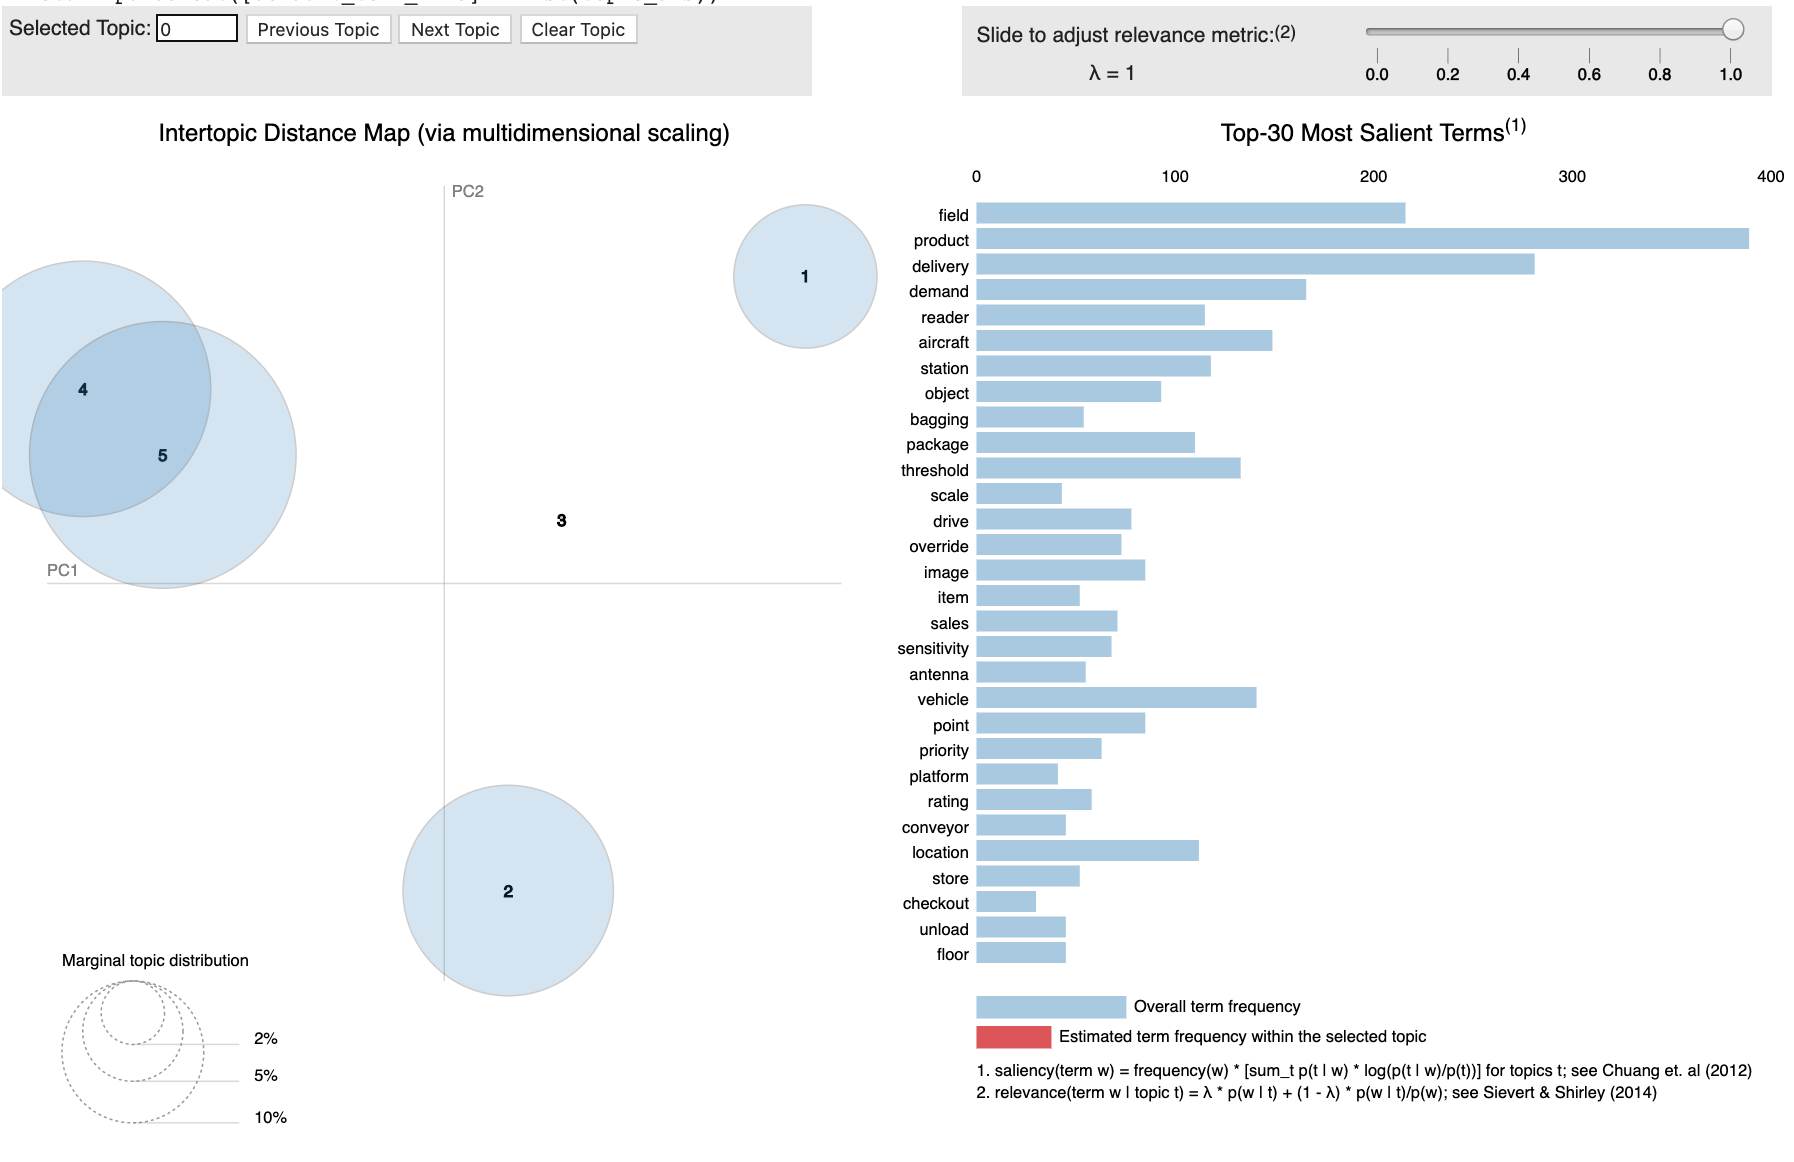 Selected Topic: 0 Previous Topic Next Topic Clear Topic
Slide to adjust relevance metric:(2)
λ = 1
0.0 0.2 0.4 0.6 0.8 1.0
Intertopic Distance Map (via multidimensional scaling)
PC2
PC1
1
4
5
3
2
Marginal topic distribution
2%
5%
10%
Top-30 Most Salient Terms(1)
0 100 200 300 400
field
product
delivery
demand
reader
aircraft
station
object
bagging
package
threshold
scale
drive
override
image
item
sales
sensitivity
antenna
vehicle
point
priority
platform
rating
conveyor
location
store
checkout
unload
floor
Overall term frequency
Estimated term frequency within the selected topic
1. saliency(term w) = frequency(w) * [sum_t p(t | w) * log(p(t | w)/p(t))] for topics t; see Chuang et. al (2012)
2. relevance(term w | topic t) = λ * p(w | t) + (1 - λ) * p(w | t)/p(w); see Sievert & Shirley (2014)